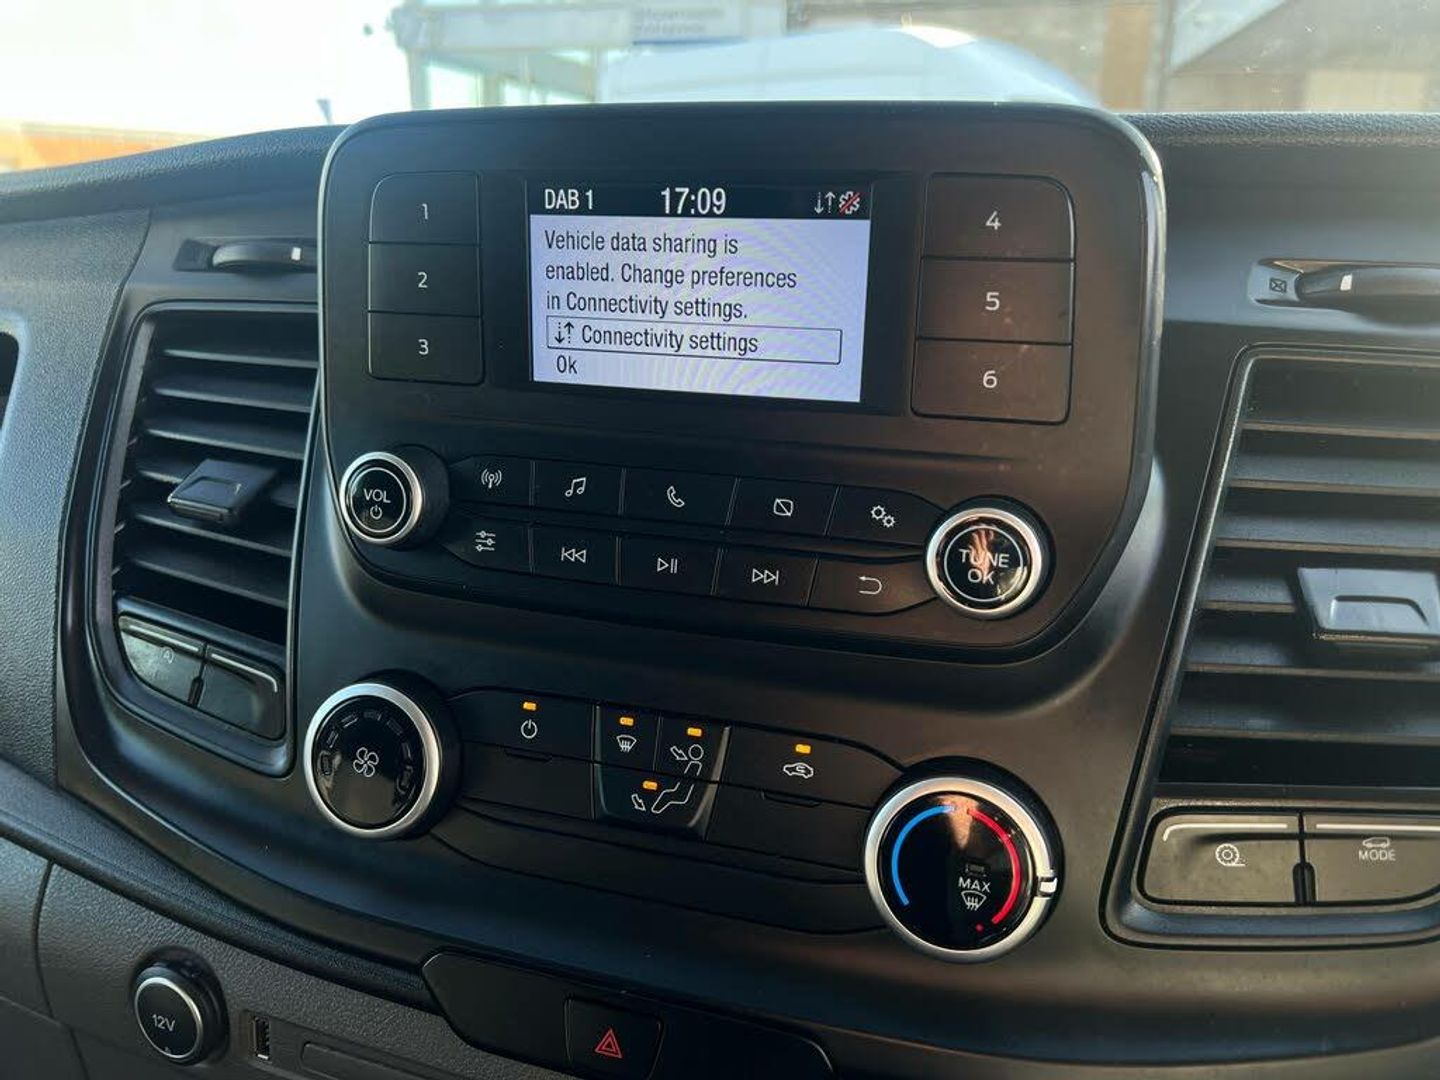 DAB 1 17:09
Vehicle data sharing is
enabled. Change preferences
in Connectivity settings.
Connectivity settings
Ok
1
2
3
4
5
6
VOL
TUNE
OK
MAX
MODE
12V